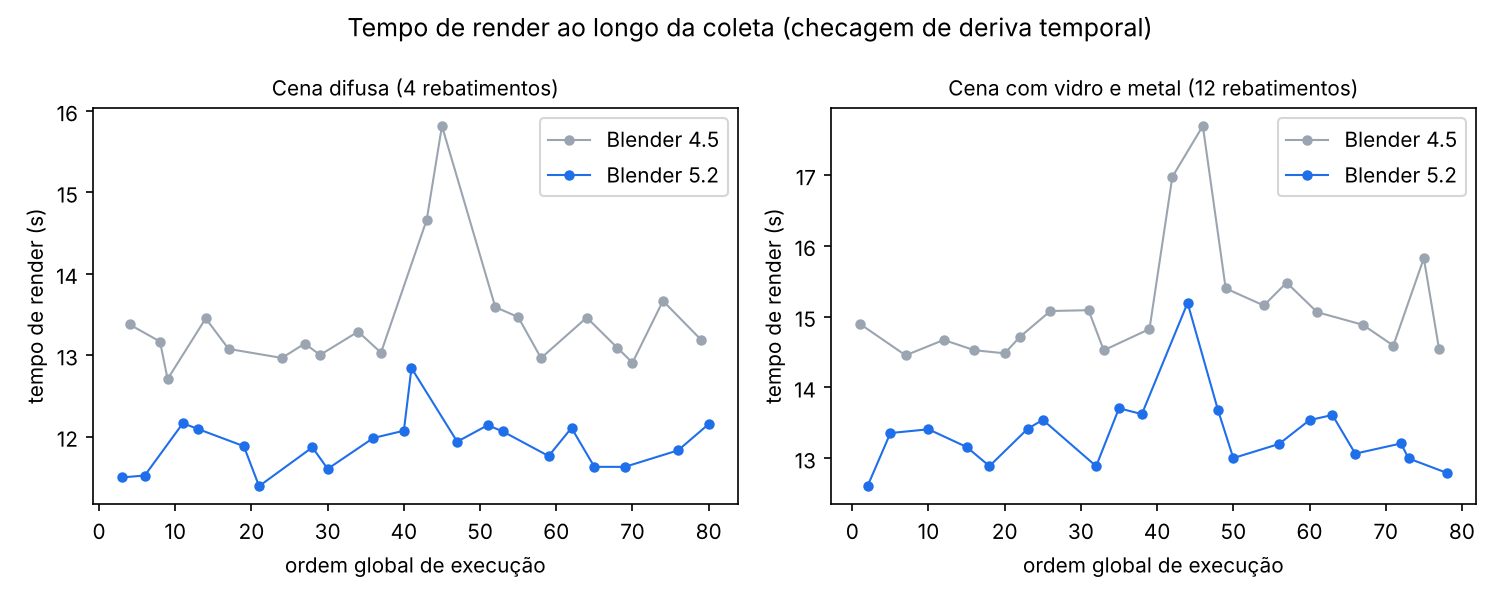 Tempo de render ao longo da coleta (checagem de deriva temporal)
Cena difusa (4 rebatimentos)
16
15
14
13
12
tempo de render (s)
Blender 4.5
Blender 5.2
0 10 20 30 40 50 60 70 80
ordem global de execução
Cena com vidro e metal (12 rebatimentos)
17
16
15
14
13
tempo de render (s)
Blender 4.5
Blender 5.2
0 10 20 30 40 50 60 70 80
ordem global de execução